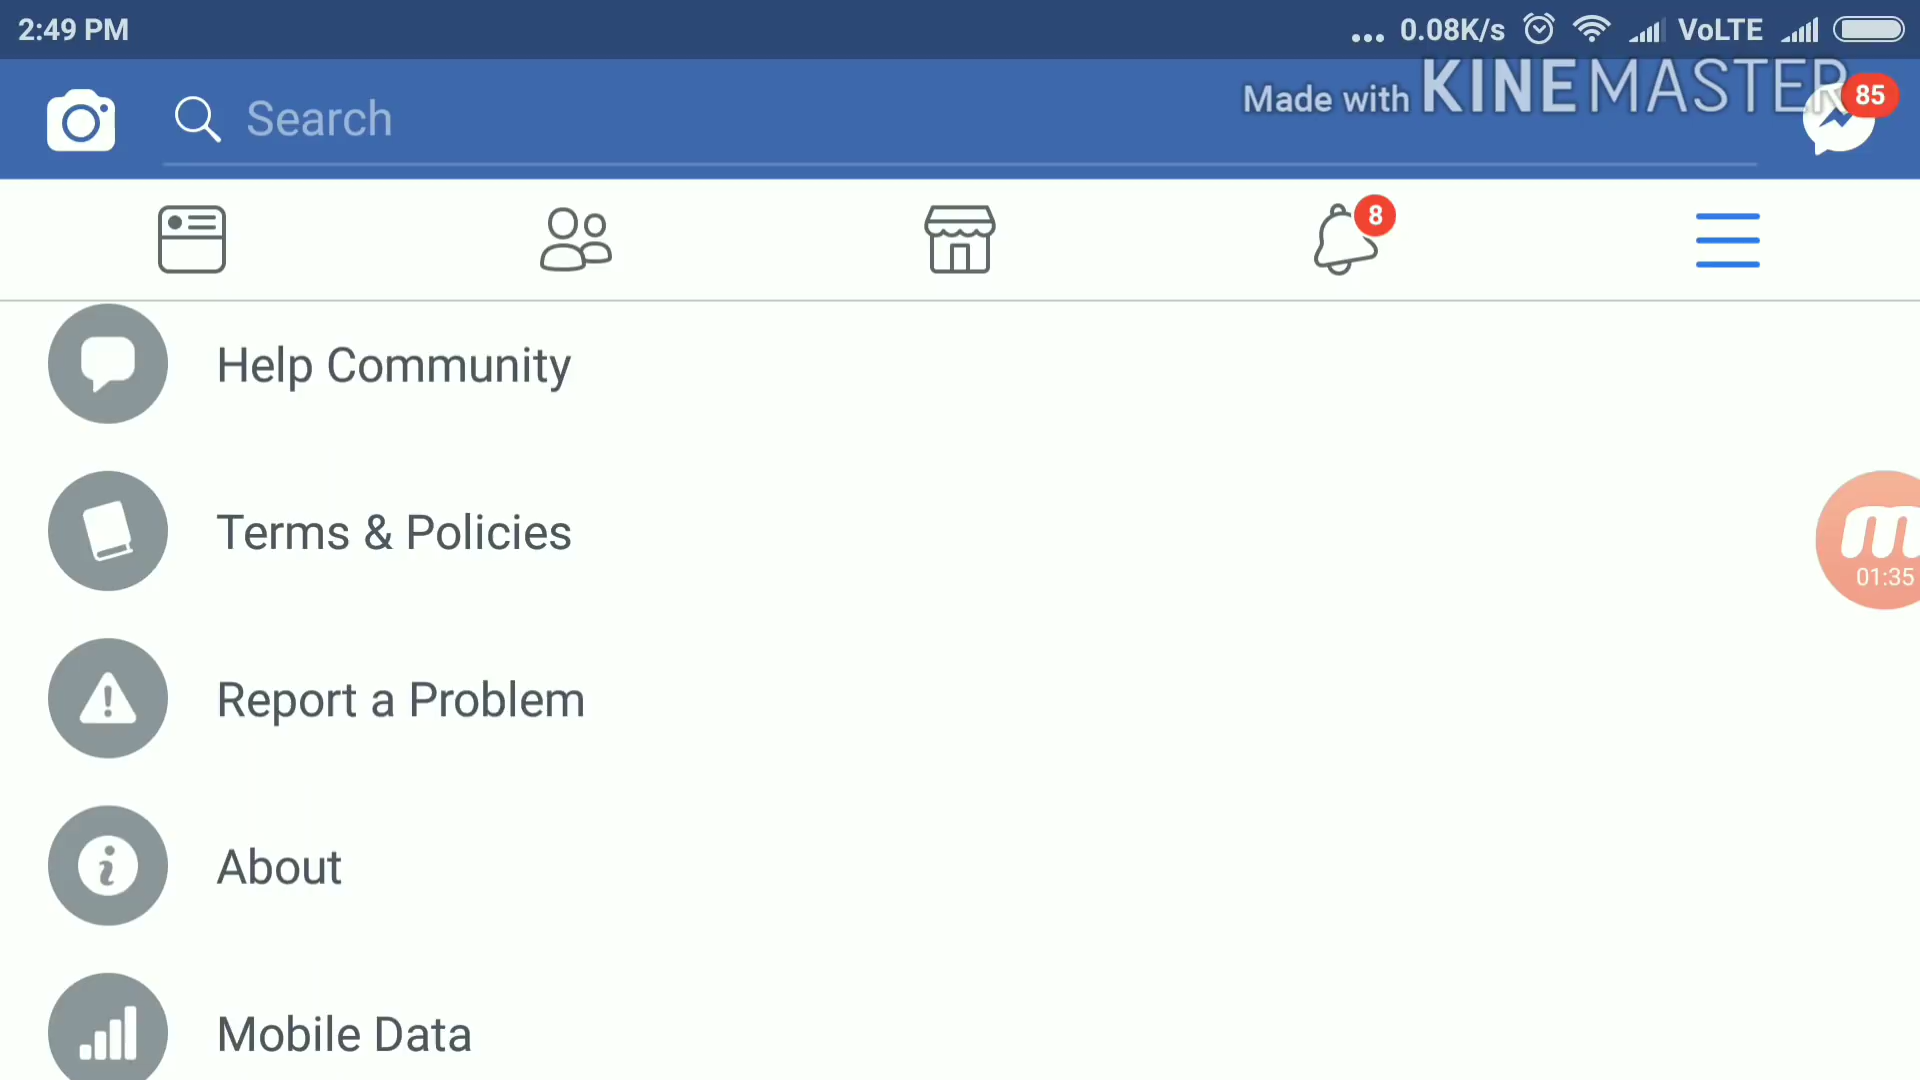 2:49 PM
... 0.08K/s VoLTE
Search
Made with KINEMASTER
85
8
Help Community
Terms & Policies
m
01:35
Report a Problem
About
Mobile Data